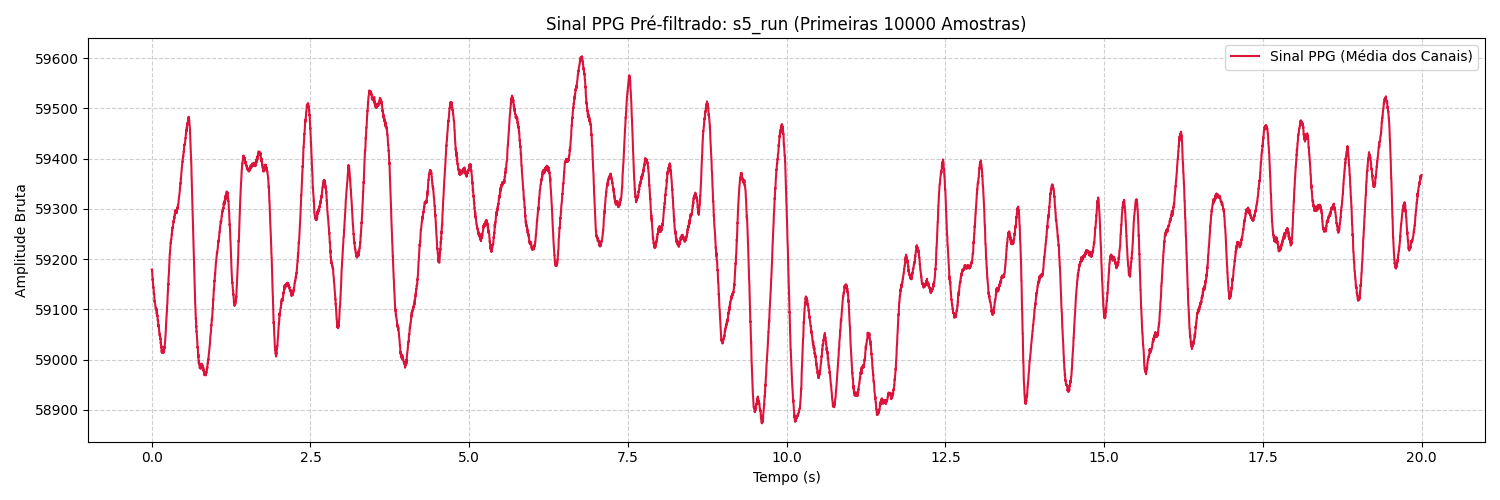 Sinal PPG Pré-filtrado: s5_run (Primeiras 10000 Amostras)
Sinal PPG (Média dos Canais)
Amplitude Bruta
59600
59500
59400
59300
59200
59100
59000
58900
0.0 2.5 5.0 7.5 10.0 12.5 15.0 17.5 20.0
Tempo (s)